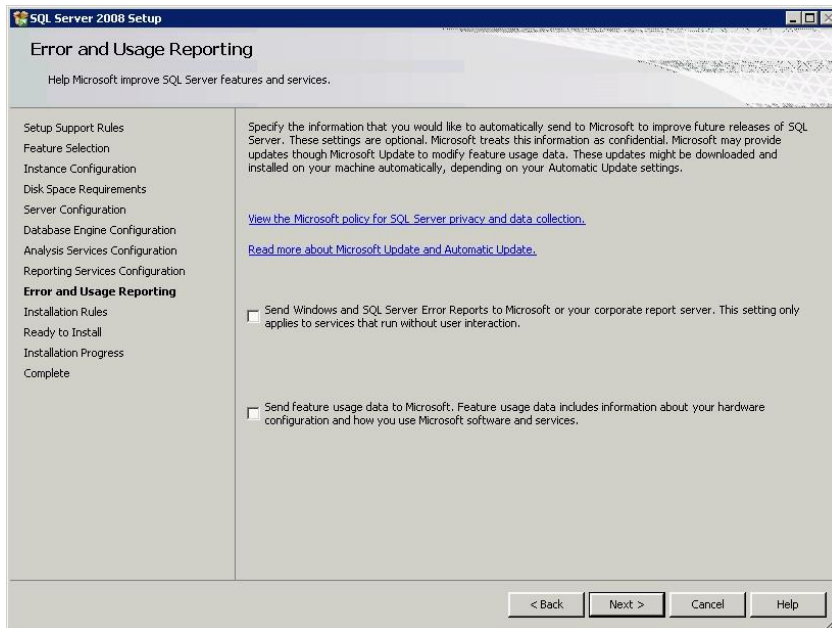 SQL Server 2008 Setup
Error and Usage Reporting
Help Microsoft improve SQL Server features and services.
Setup Support Rules
Feature Selection
Instance Configuration
Disk Space Requirements
Server Configuration
Database Engine Configuration
Analysis Services Configuration
Reporting Services Configuration
Error and Usage Reporting
Installation Rules
Ready to Install
Installation Progress
Complete
Specify the information that you would like to automatically send to Microsoft to improve future releases of SQL
Server. These settings are optional. Microsoft treats this information as confidential. Microsoft may provide
updates though Microsoft Update to modify feature usage data. These updates might be downloaded and
installed on your machine automatically, depending on your Automatic Update settings.
View the Microsoft policy for SQL Server privacy and data collection.
Read more about Microsoft Update and Automatic Update.
Send Windows and SQL Server Error Reports to Microsoft or your corporate report server. This setting only
applies to services that run without user interaction.
Send feature usage data to Microsoft. Feature usage data includes information about your hardware
configuration and how you use Microsoft software and services.
< Back
Next >
Cancel
Help